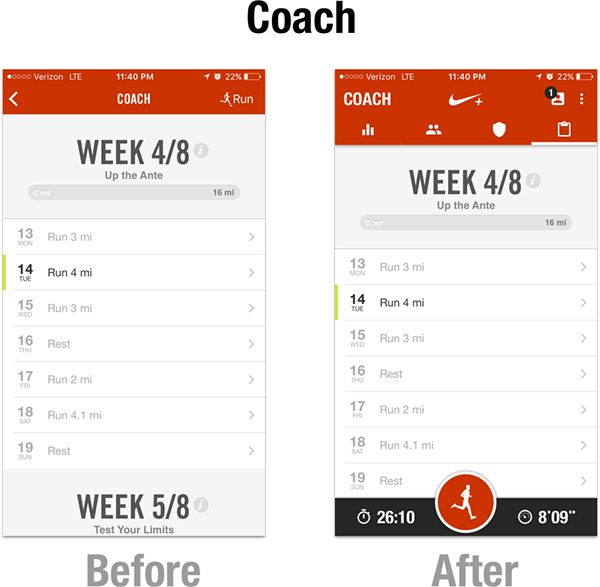 Coach
Verizon LTE 11:40 PM 22%
COACH Run
WEEK 4/8 i
Up the Ante
0 mi 16 mi
13 MON Run 3 mi
14 TUE Run 4 mi
15 WED Run 3 mi
16 THU Rest
17 FRI Run 2 mi
18 SAT Run 4.1 mi
19 SUN Rest
WEEK 5/8 i
Test Your Limits
Before
Verizon LTE 11:40 PM 22%
COACH + 1
WEEK 4/8 i
Up the Ante
0 mi 16 mi
13 MON Run 3 mi
14 TUE Run 4 mi
15 WED Run 3 mi
16 THU Rest
17 FRI Run 2 mi
18 SAT Run 4.1 mi
19 SUN Rest
26:10 8'09"
After